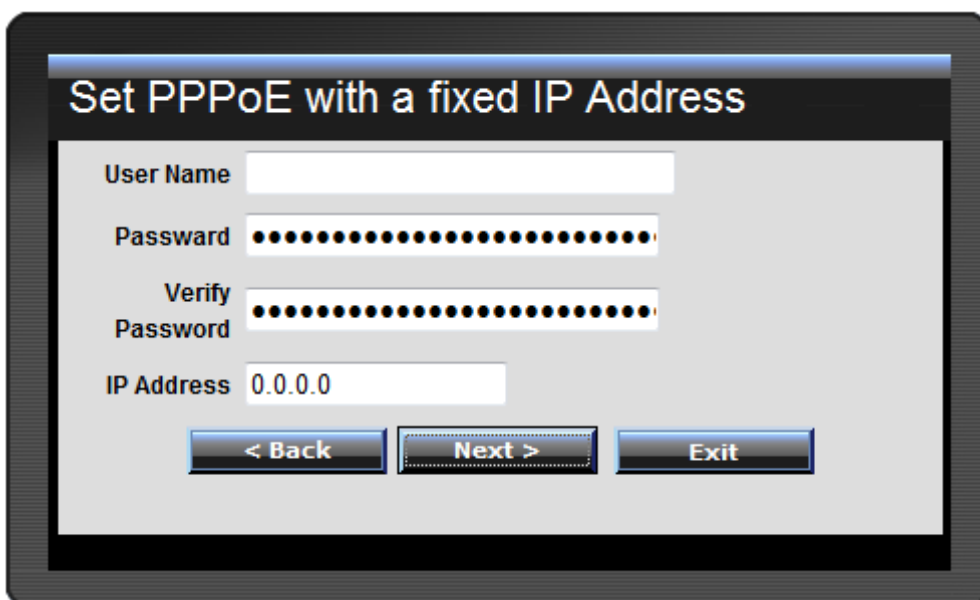 Set PPPoE with a fixed IP Address
User Name
Passward ●●●●●●●●●●●●●●●●●●●●●●●●●●
Verify
Password ●●●●●●●●●●●●●●●●●●●●●●●●●●
IP Address 0.0.0.0
< Back Next > Exit